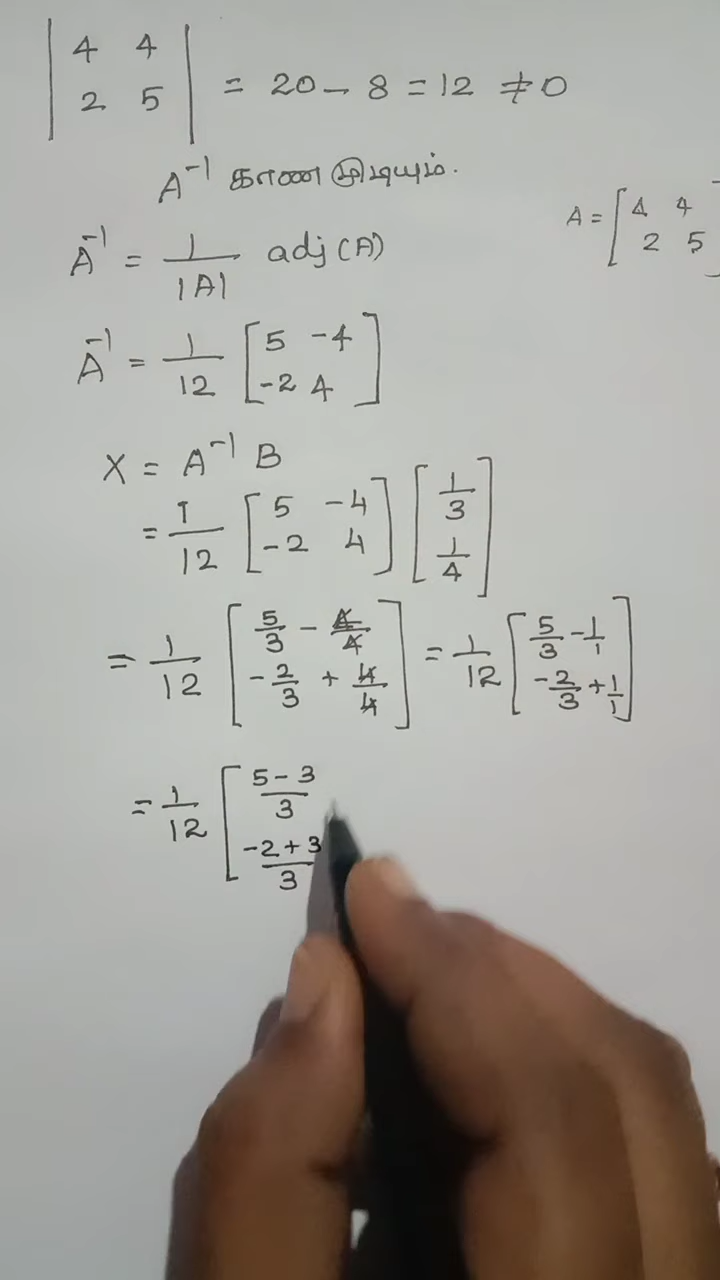 | 4 4 |
| 2 5 | = 20 - 8 = 12 ≠ 0
A⁻¹ காண முடியும்.
A = [ 4 4
2 5 ]
A⁻¹ = 1/|A| adj (A)
A⁻¹ = 1/12 [ 5 -4
-2 4 ]
X = A⁻¹ B
= 1/12 [ 5 -4
-2 4 ] [ 1/3
1/4 ]
= 1/12 [ 5/3 - 4/4
-2/3 + 4/4 ] = 1/12 [ 5/3 - 1/1
-2/3 + 1/1 ]
= 1/12 [ (5-3)/3
(-2+3)/3